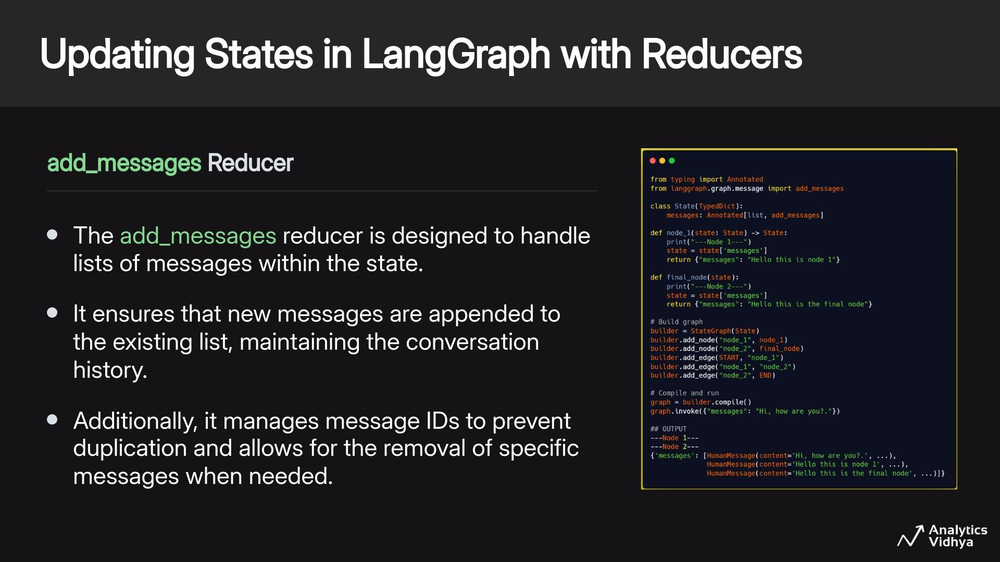 Updating States in LangGraph with Reducers
add_messages Reducer
The add_messages reducer is designed to handle
lists of messages within the state.
It ensures that new messages are appended to
the existing list, maintaining the conversation
history.
Additionally, it manages message IDs to prevent
duplication and allows for the removal of specific
messages when needed.
from typing import Annotated
from langgraph.graph.message import add_messages
class State(TypedDict):
    messages: Annotated[list, add_messages]
def node_1(state: State) -> State:
    print("---Node 1---")
    state = state['messages']
    return {"messages": "Hello this is node 1"}
def final_node(state):
    print("---Node 2---")
    state = state['messages']
    return {"messages": "Hello this is the final node"}
# Build graph
builder = StateGraph(State)
builder.add_node("node_1", node_1)
builder.add_node("node_2", final_node)
builder.add_edge(START, "node_1")
builder.add_edge("node_1", "node_2")
builder.add_edge("node_2", END)
# Compile and run
graph = builder.compile()
graph.invoke({"messages": "Hi, how are you?."})
## OUTPUT
---Node 1---
---Node 2---
{'messages': [HumanMessage(content='Hi, how are you?.', ...),
              HumanMessage(content='Hello this is node 1', ...),
              HumanMessage(content='Hello this is the final node', ...)]}
Analytics
Vidhya